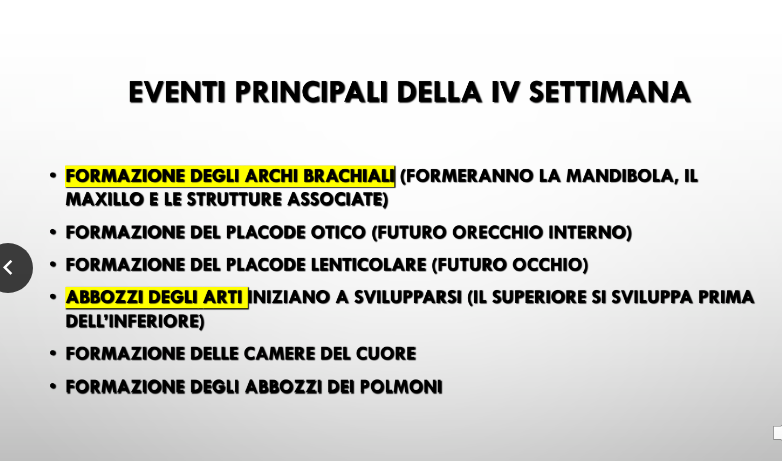 EVENTI PRINCIPALI DELLA IV SETTIMANA
• FORMAZIONE DEGLI ARCHI BRACHIALI (FORMERANNO LA MANDIBOLA, IL
MAXILLO E LE STRUTTURE ASSOCIATE)
• FORMAZIONE DEL PLACODE OTICO (FUTURO ORECCHIO INTERNO)
• FORMAZIONE DEL PLACODE LENTICOLARE (FUTURO OCCHIO)
• ABBOZZI DEGLI ARTI INIZIANO A SVILUPPARSI (IL SUPERIORE SI SVILUPPA PRIMA
DELL'INFERIORE)
• FORMAZIONE DELLE CAMERE DEL CUORE
• FORMAZIONE DEGLI ABBOZZI DEI POLMONI